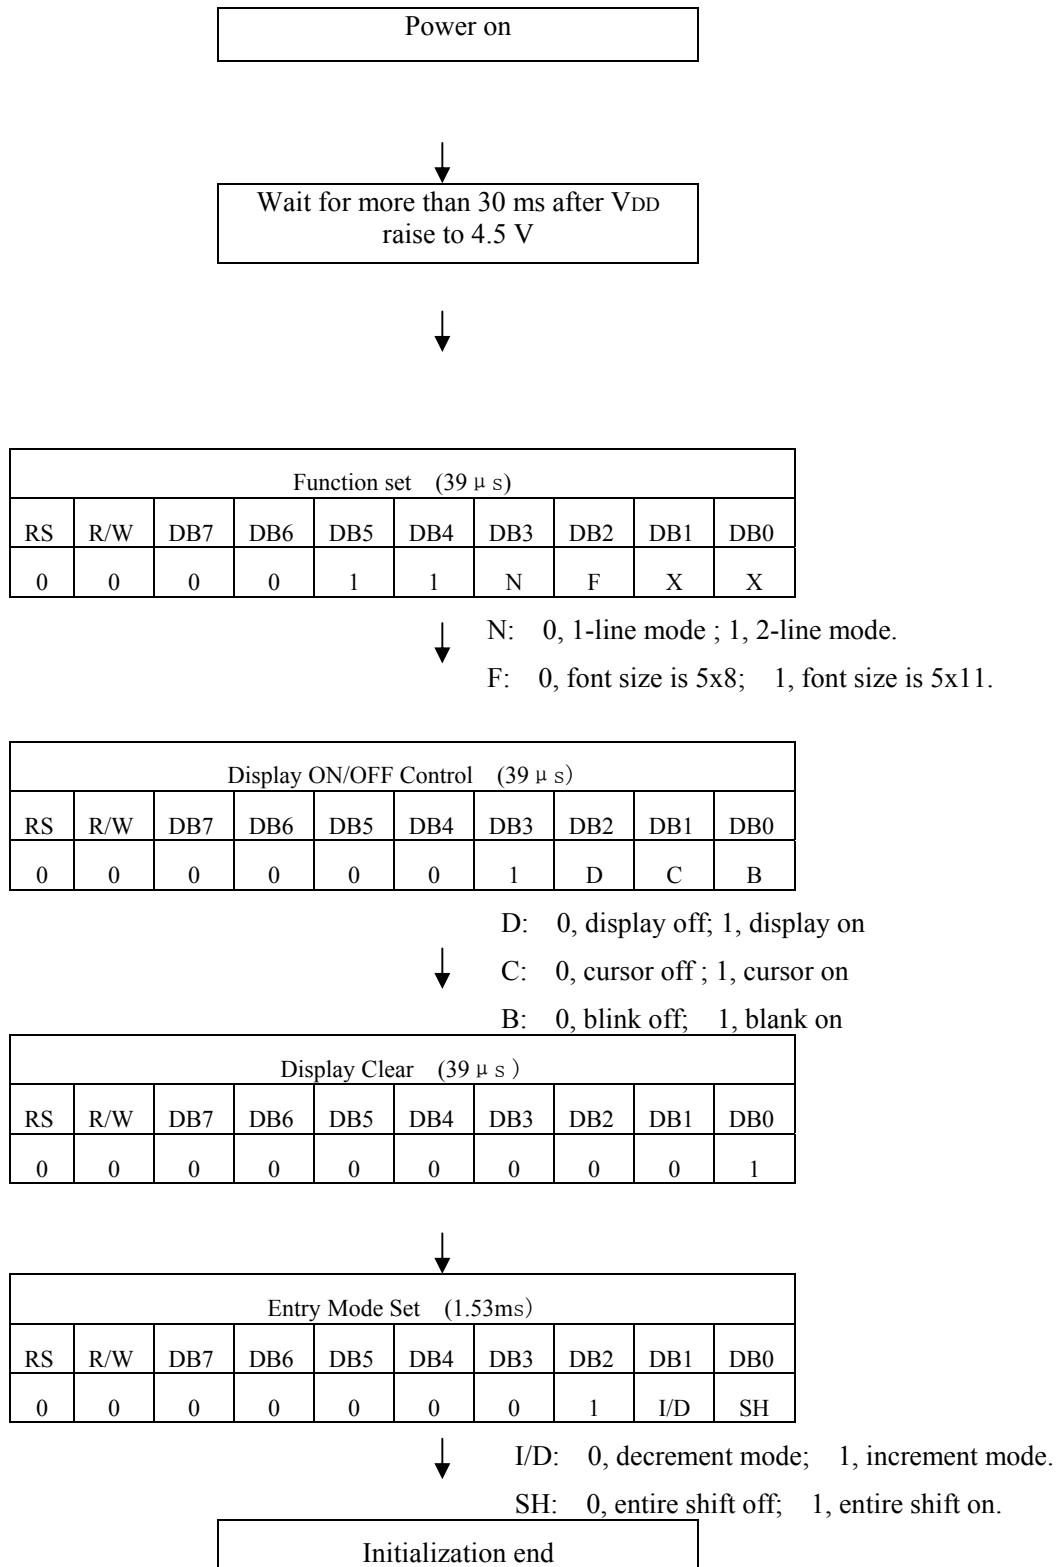 Power on
Wait for more than 30 ms after VDD
raise to 4.5 V
Function set (39μs)
RS R/W DB7 DB6 DB5 DB4 DB3 DB2 DB1 DB0
0 0 0 0 1 1 N F X X
N: 0, 1-line mode ; 1, 2-line mode.
F: 0, font size is 5x8; 1, font size is 5x11.
Display ON/OFF Control (39μs)
RS R/W DB7 DB6 DB5 DB4 DB3 DB2 DB1 DB0
0 0 0 0 0 0 1 D C B
D: 0, display off; 1, display on
C: 0, cursor off ; 1, cursor on
B: 0, blink off; 1, blank on
Display Clear (39μs )
RS R/W DB7 DB6 DB5 DB4 DB3 DB2 DB1 DB0
0 0 0 0 0 0 0 0 0 1
Entry Mode Set (1.53ms)
RS R/W DB7 DB6 DB5 DB4 DB3 DB2 DB1 DB0
0 0 0 0 0 0 0 1 I/D SH
I/D: 0, decrement mode; 1, increment mode.
SH: 0, entire shift off; 1, entire shift on.
Initialization end